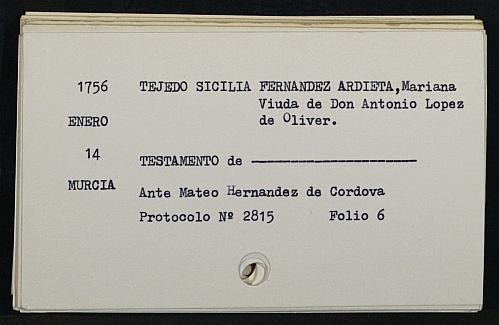 1756 TEJEDO SICILIA FERNANDEZ ARDIETA,Mariana
Viuda de Don Antonio Lopez
ENERO de Oliver.
14 TESTAMENTO de ———————————
MURCIA Ante Mateo Hernandez de Cordova
Protocolo Nº 2815 Folio 6